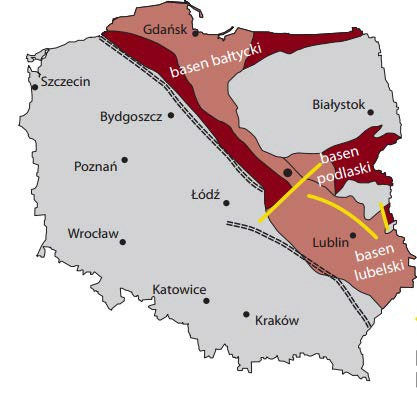 Gdańsk
basen bałtycki
Szczecin
Białystok
Bydgoszcz
basen
podlaski
Poznań
Łódź
Wrocław
Lublin
basen
lubelski
Katowice
Kraków